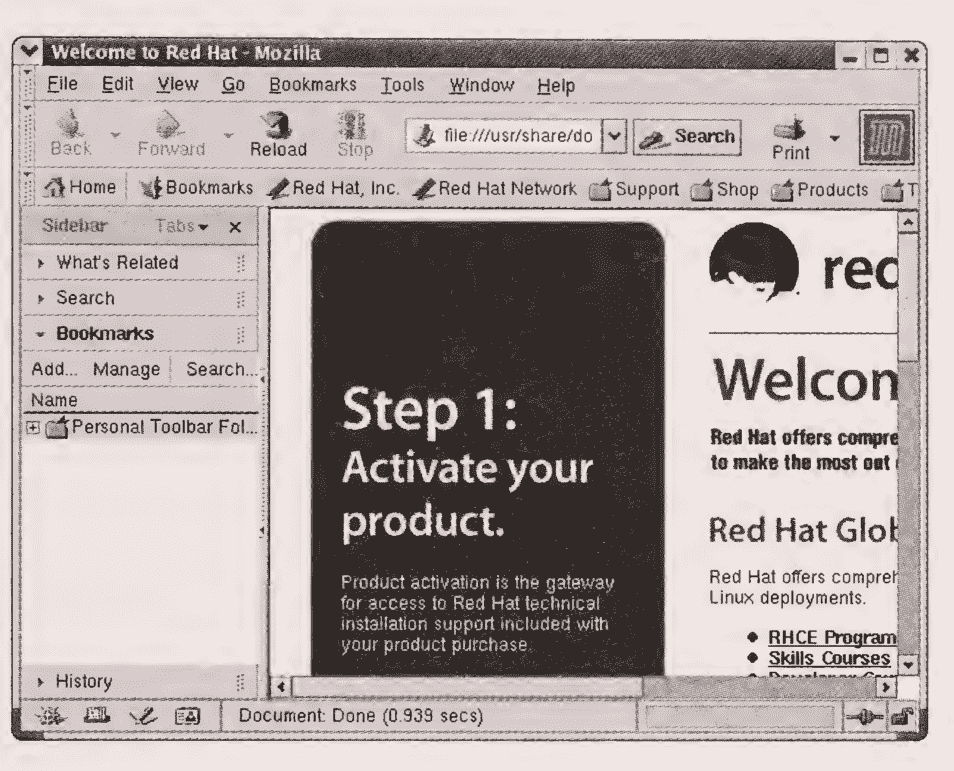 Welcome to Red Hat - Mozilla
File Edit View Go Bookmarks Tools Window Help
Back Forward Reload Stop file:///usr/share/do Search Print
Home Bookmarks Red Hat, Inc. Red Hat Network Support Shop Products T
Sidebar Tabs
What's Related
Search
Bookmarks
Add... Manage Search...
Name
Personal Toolbar Fol...
History
Step 1:
Activate your
product.
Product activation is the gateway
for access to Red Hat technical
installation support included with
your product purchase.
red
Welcom
Red Hat offers compre
to make the most out
Red Hat Glob
Red Hat offers compreh
Linux deployments.
RHCE Program
Skills Courses
Document: Done (0.939 secs)